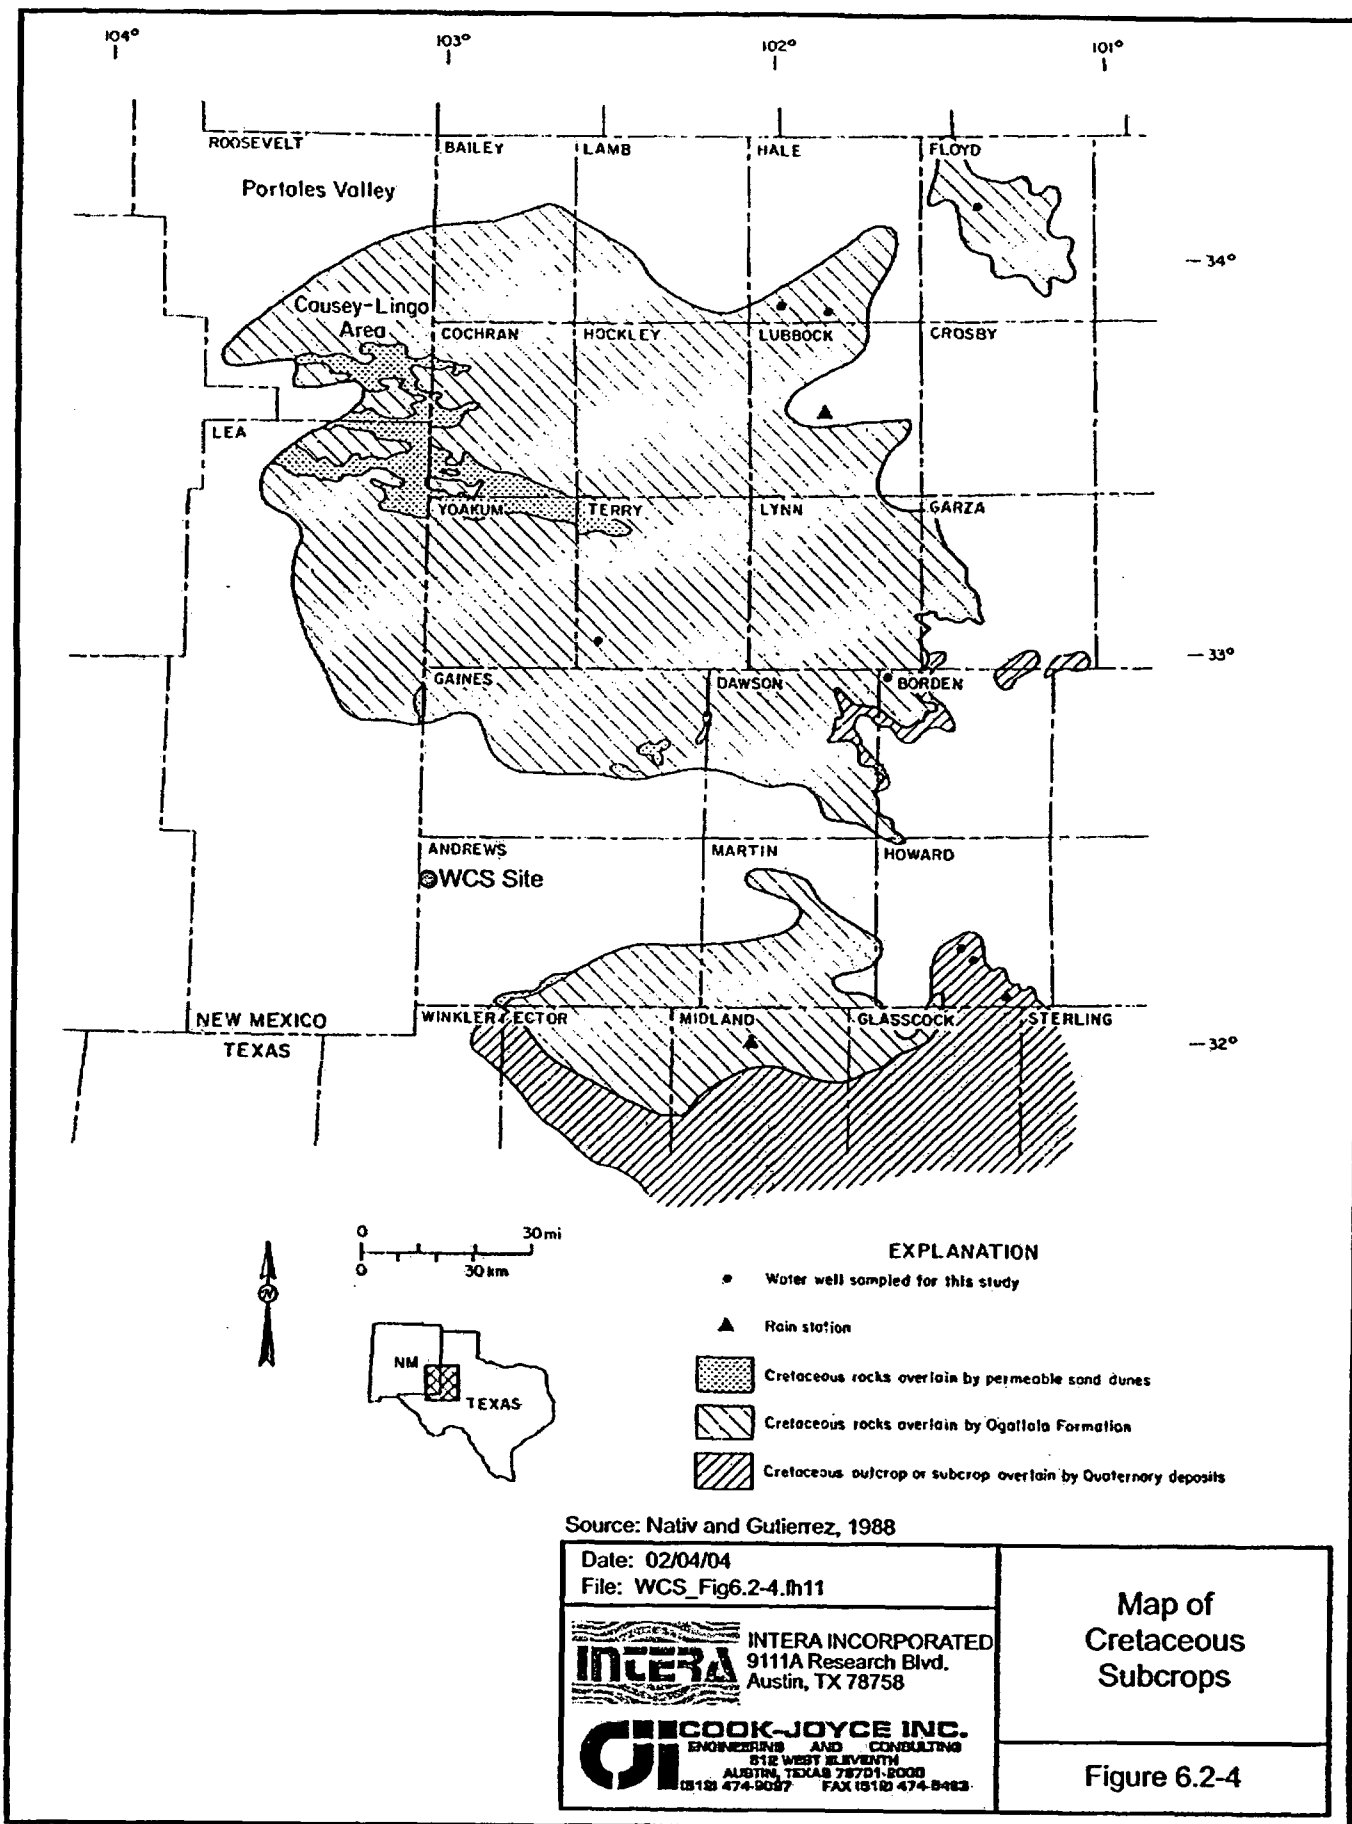 104°
103°
102°
101°
ROOSEVELT
BAILEY
LAMB
HALE
FLOYD
Portales Valley
34°
Causey-Lingo
Area
COCHRAN
HOCKLEY
LUBBOCK
CROSBY
LEA
YOAKUM
TERRY
LYNN
GARZA
33°
GAINES
DAWSON
BORDEN
ANDREWS
MARTIN
HOWARD
WCS Site
WINKLER
ECTOR
MIDLAND
GLASSCOCK
STERLING
NEW MEXICO
TEXAS
32°
0 30 mi
0 30 km
N
NM
TEXAS
EXPLANATION
Water well sampled for this study
Rain station
Cretaceous rocks overlain by permeable sand dunes
Cretaceous rocks overlain by Ogallala Formation
Cretaceous outcrop or subcrop overlain by Quaternary deposits
Source: Nativ and Gutierrez, 1988
Date: 02/04/04
File: WCS_Fig6.2-4.fh11
INTERA
INTERA INCORPORATED
9111A Research Blvd.
Austin, TX 78758
CJI
COOK-JOYCE INC.
ENGINEERING AND CONSULTING
812 WEST ELEVENTH
AUSTIN, TEXAS 78701-2000
(512) 474-9097 FAX (512) 474-8463
Map of
Cretaceous
Subcrops
Figure 6.2-4